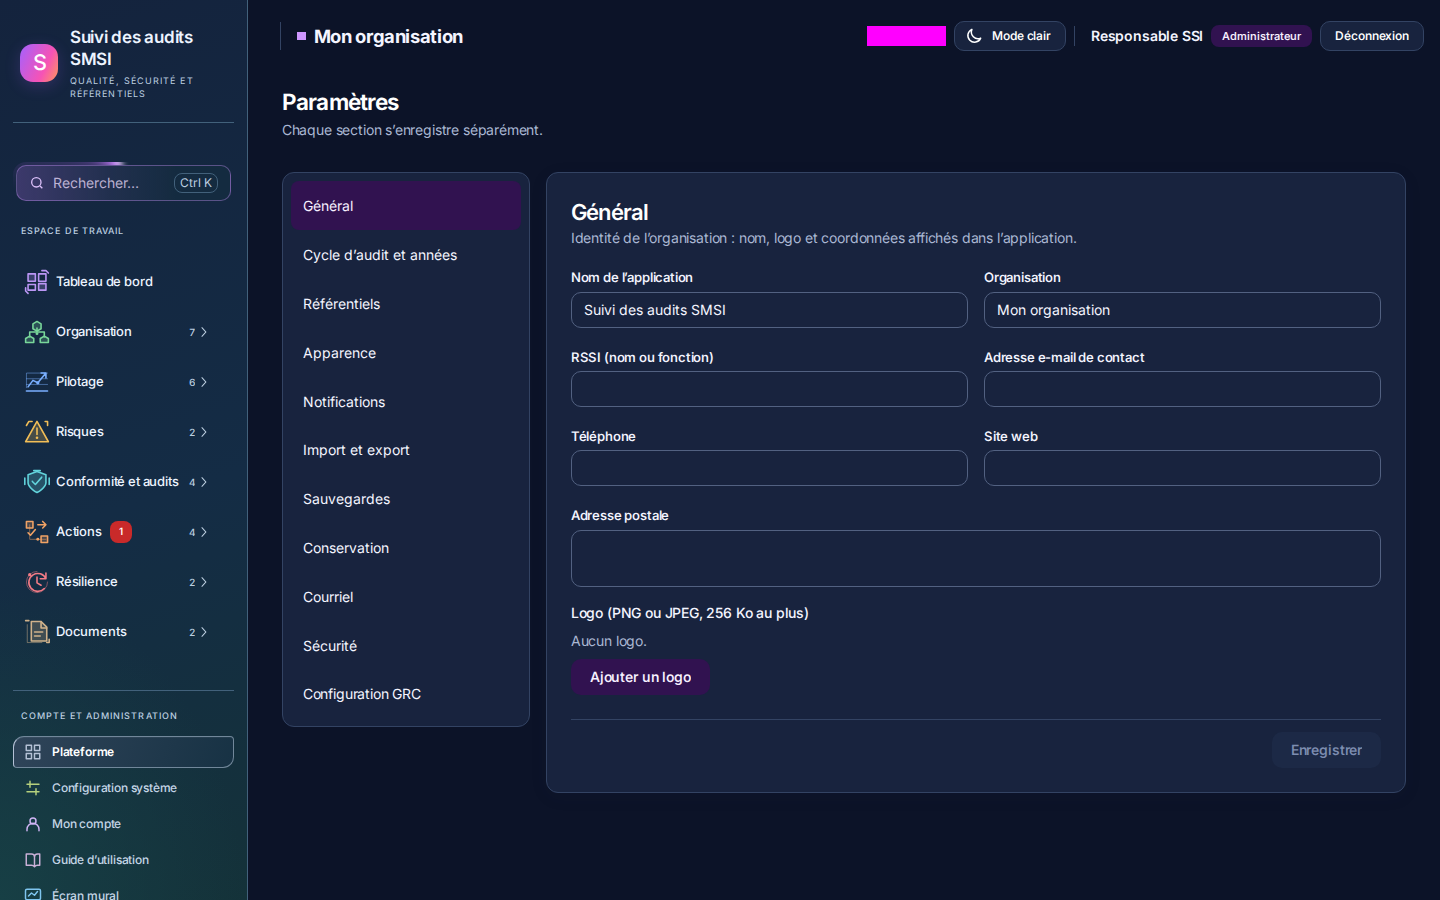 S
Suivi des audits
SMSI
QUALITÉ, SÉCURITÉ ET
RÉFÉRENTIELS
Rechercher...
Ctrl K
ESPACE DE TRAVAIL
Tableau de bord
Organisation 7
Pilotage 6
Risques 2
Conformité et audits 4
Actions 1 4
Résilience 2
Documents 2
COMPTE ET ADMINISTRATION
Plateforme
Configuration système
Mon compte
Guide d’utilisation
Écran mural
Mon organisation
Mode clair
Responsable SSI
Administrateur
Déconnexion
Paramètres
Chaque section s’enregistre séparément.
Général
Cycle d’audit et années
Référentiels
Apparence
Notifications
Import et export
Sauvegardes
Conservation
Courriel
Sécurité
Configuration GRC
Général
Identité de l’organisation : nom, logo et coordonnées affichés dans l’application.
Nom de l’application
Suivi des audits SMSI
Organisation
Mon organisation
RSSI (nom ou fonction)
Adresse e-mail de contact
Téléphone
Site web
Adresse postale
Logo (PNG ou JPEG, 256 Ko au plus)
Aucun logo.
Ajouter un logo
Enregistrer